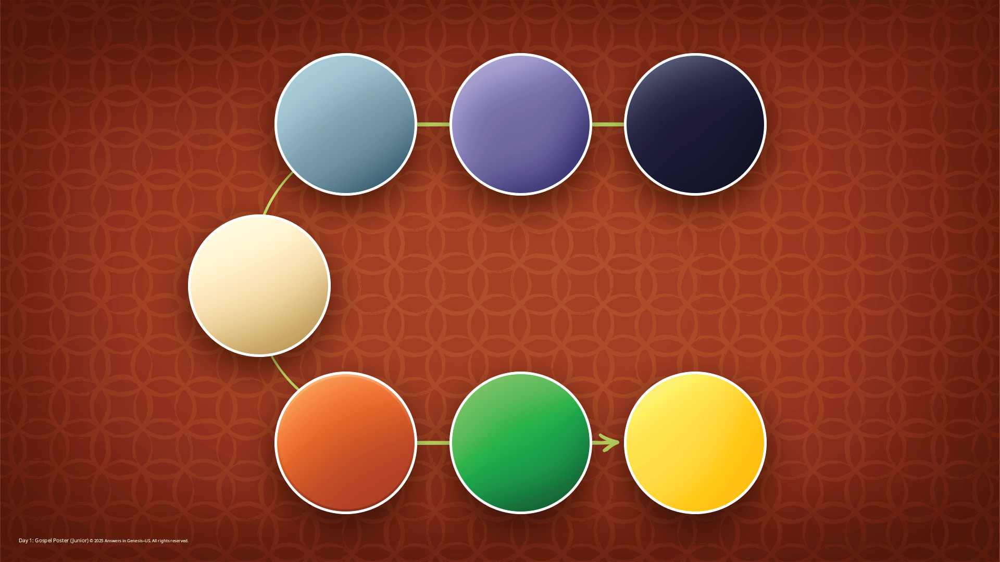 Day 1: Gospel Poster (Junior) © 2025 Answers in Genesis–US. All rights reserved.